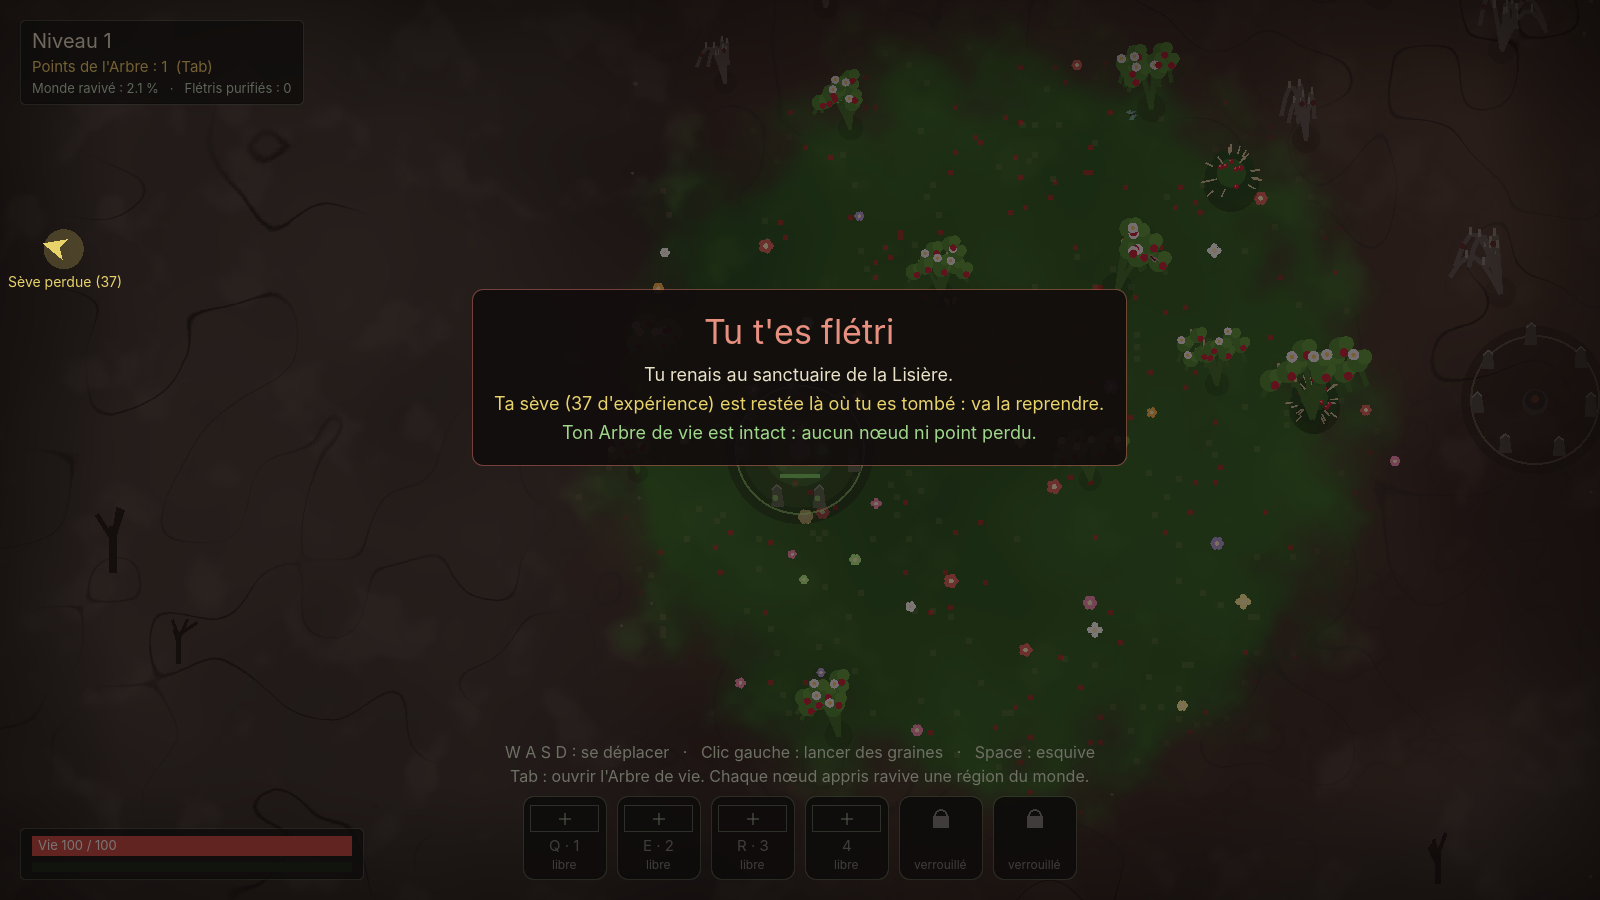 Niveau 1
Points de l'Arbre : 1 (Tab)
Monde ravivé : 2.1 % · Flétris purifiés : 0
Sève perdue (37)
Tu t'es flétri
Tu renais au sanctuaire de la Lisière.
Ta sève (37 d'expérience) est restée là où tu es tombé : va la reprendre.
Ton Arbre de vie est intact : aucun nœud ni point perdu.
W A S D : se déplacer · Clic gauche : lancer des graines · Space : esquive
Tab : ouvrir l'Arbre de vie. Chaque nœud appris ravive une région du monde.
Q · 1
libre
E · 2
libre
R · 3
libre
4
libre
verrouillé
verrouillé
Vie 100 / 100